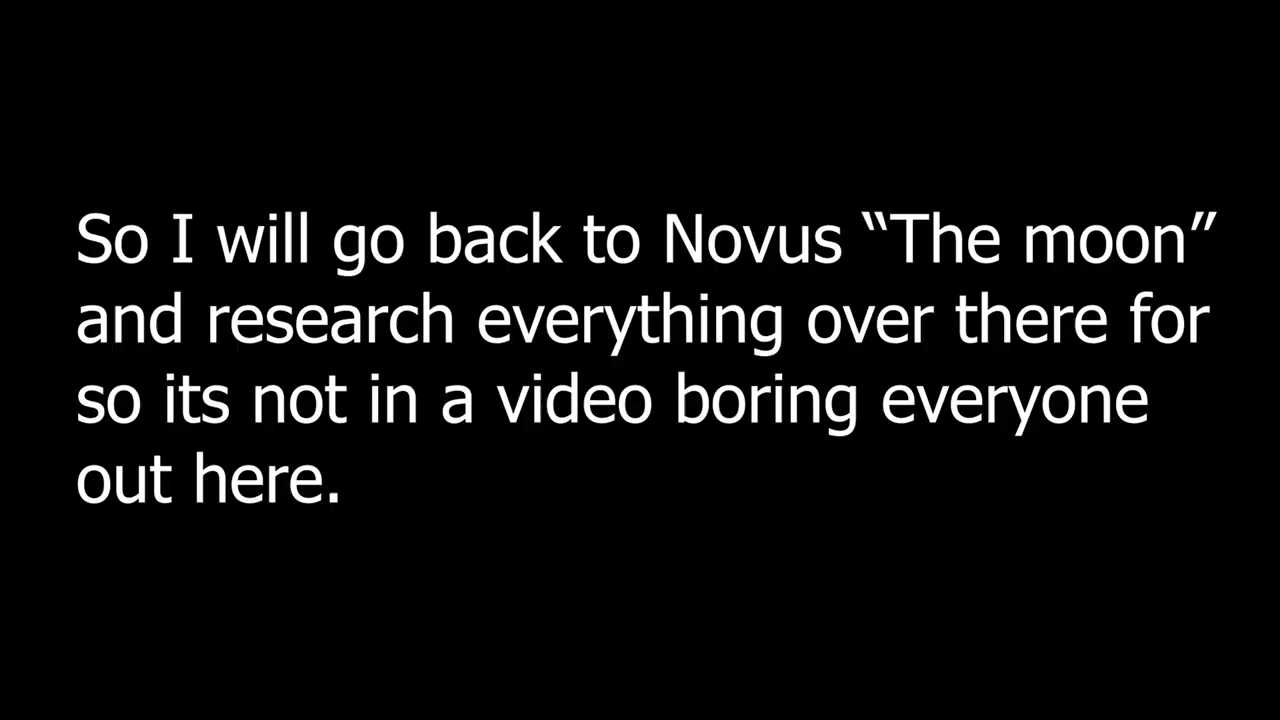 So I will go back to Novus “The moon”
and research everything over there for
so its not in a video boring everyone
out here.